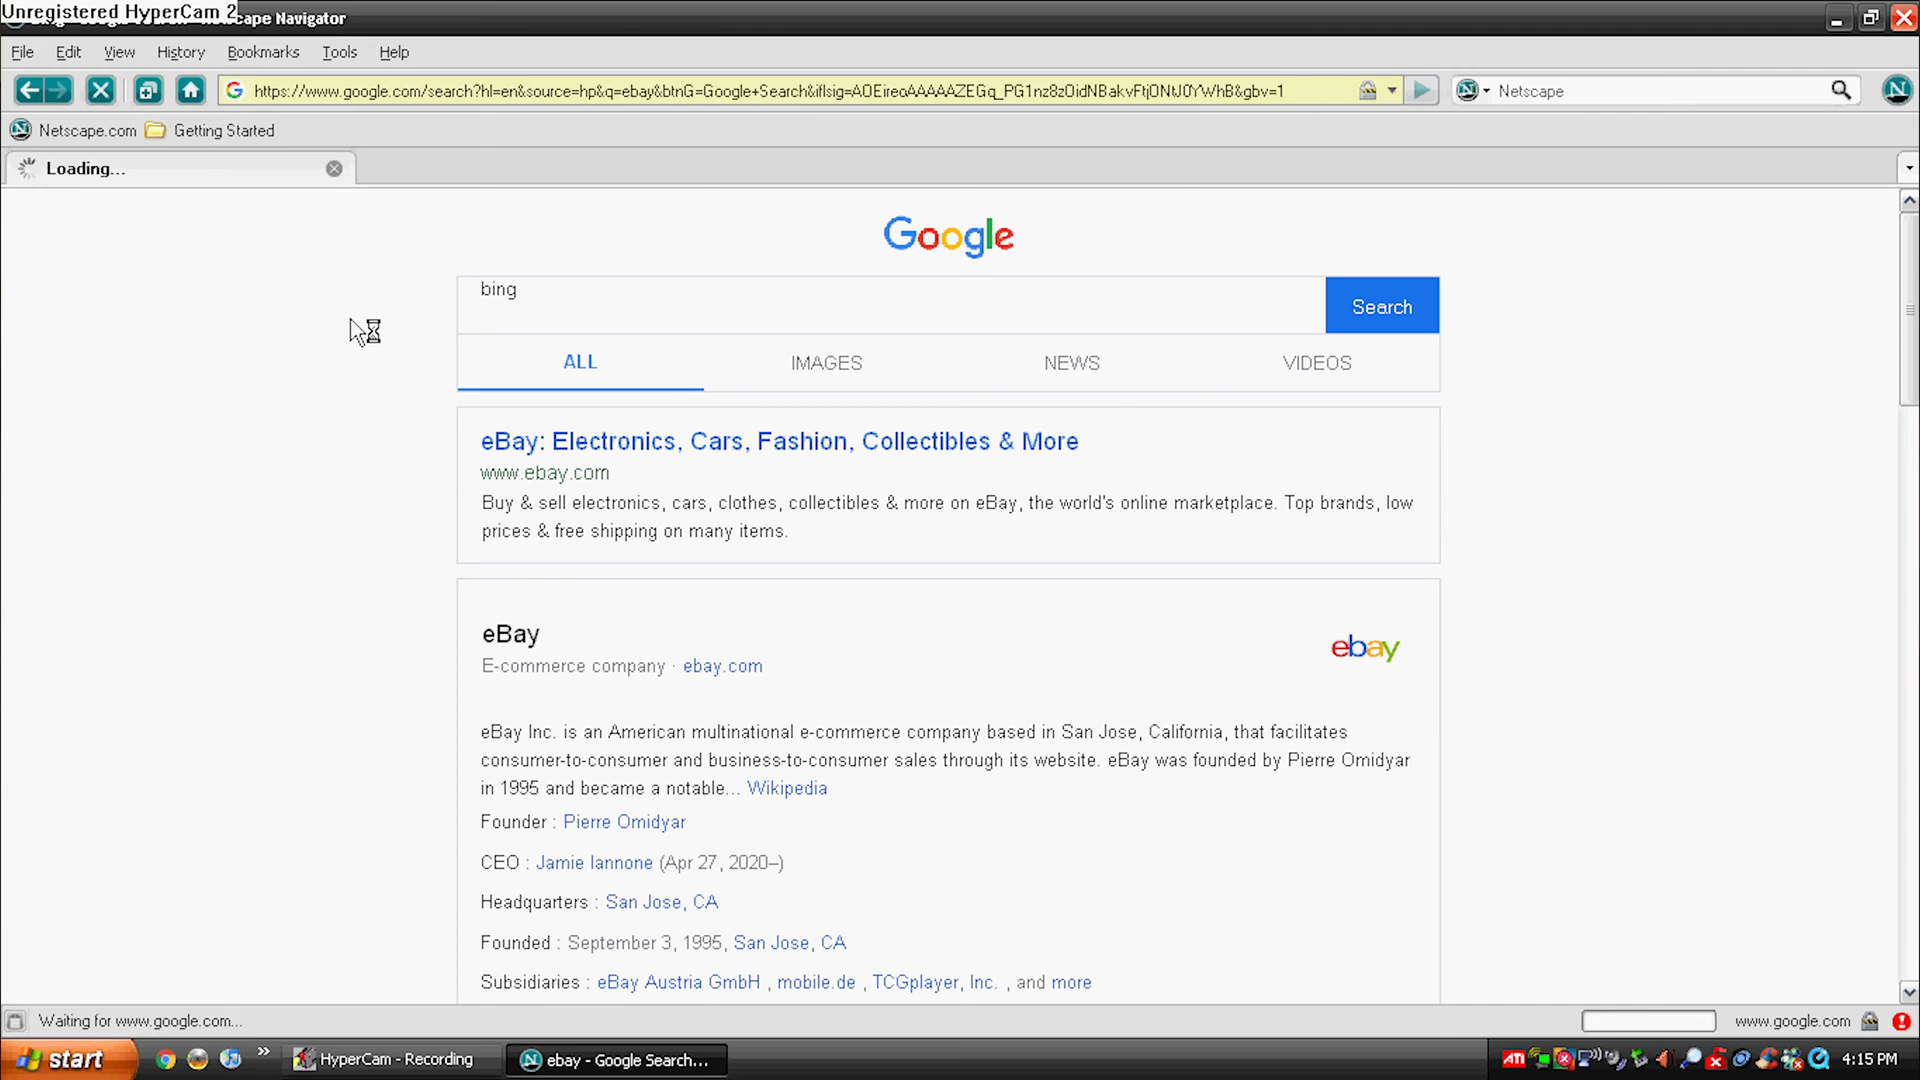 Unregistered HyperCam 2
cape Navigator
File Edit View History Bookmarks Tools Help
https://www.google.com/search?hl=en&source=hp&q=ebay&btnG=Google+Search&iflsig=AOEireoAAAAAZEGq_PG1nz8zOidNBakvFtjONtJ0YWhB&gbv=1
Netscape
Netscape.com Getting Started
Loading...
Google
bing
Search
ALL IMAGES NEWS VIDEOS
eBay: Electronics, Cars, Fashion, Collectibles & More
www.ebay.com
Buy & sell electronics, cars, clothes, collectibles & more on eBay, the world's online marketplace. Top brands, low
prices & free shipping on many items.
eBay
ebay
E-commerce company · ebay.com
eBay Inc. is an American multinational e-commerce company based in San Jose, California, that facilitates
consumer-to-consumer and business-to-consumer sales through its website. eBay was founded by Pierre Omidyar
in 1995 and became a notable... Wikipedia
Founder : Pierre Omidyar
CEO : Jamie Iannone (Apr 27, 2020–)
Headquarters : San Jose, CA
Founded : September 3, 1995, San Jose, CA
Subsidiaries : eBay Austria GmbH , mobile.de , TCGplayer, Inc. , and more
Waiting for www.google.com...
www.google.com
start
HyperCam - Recording
ebay - Google Search...
ATI
4:15 PM